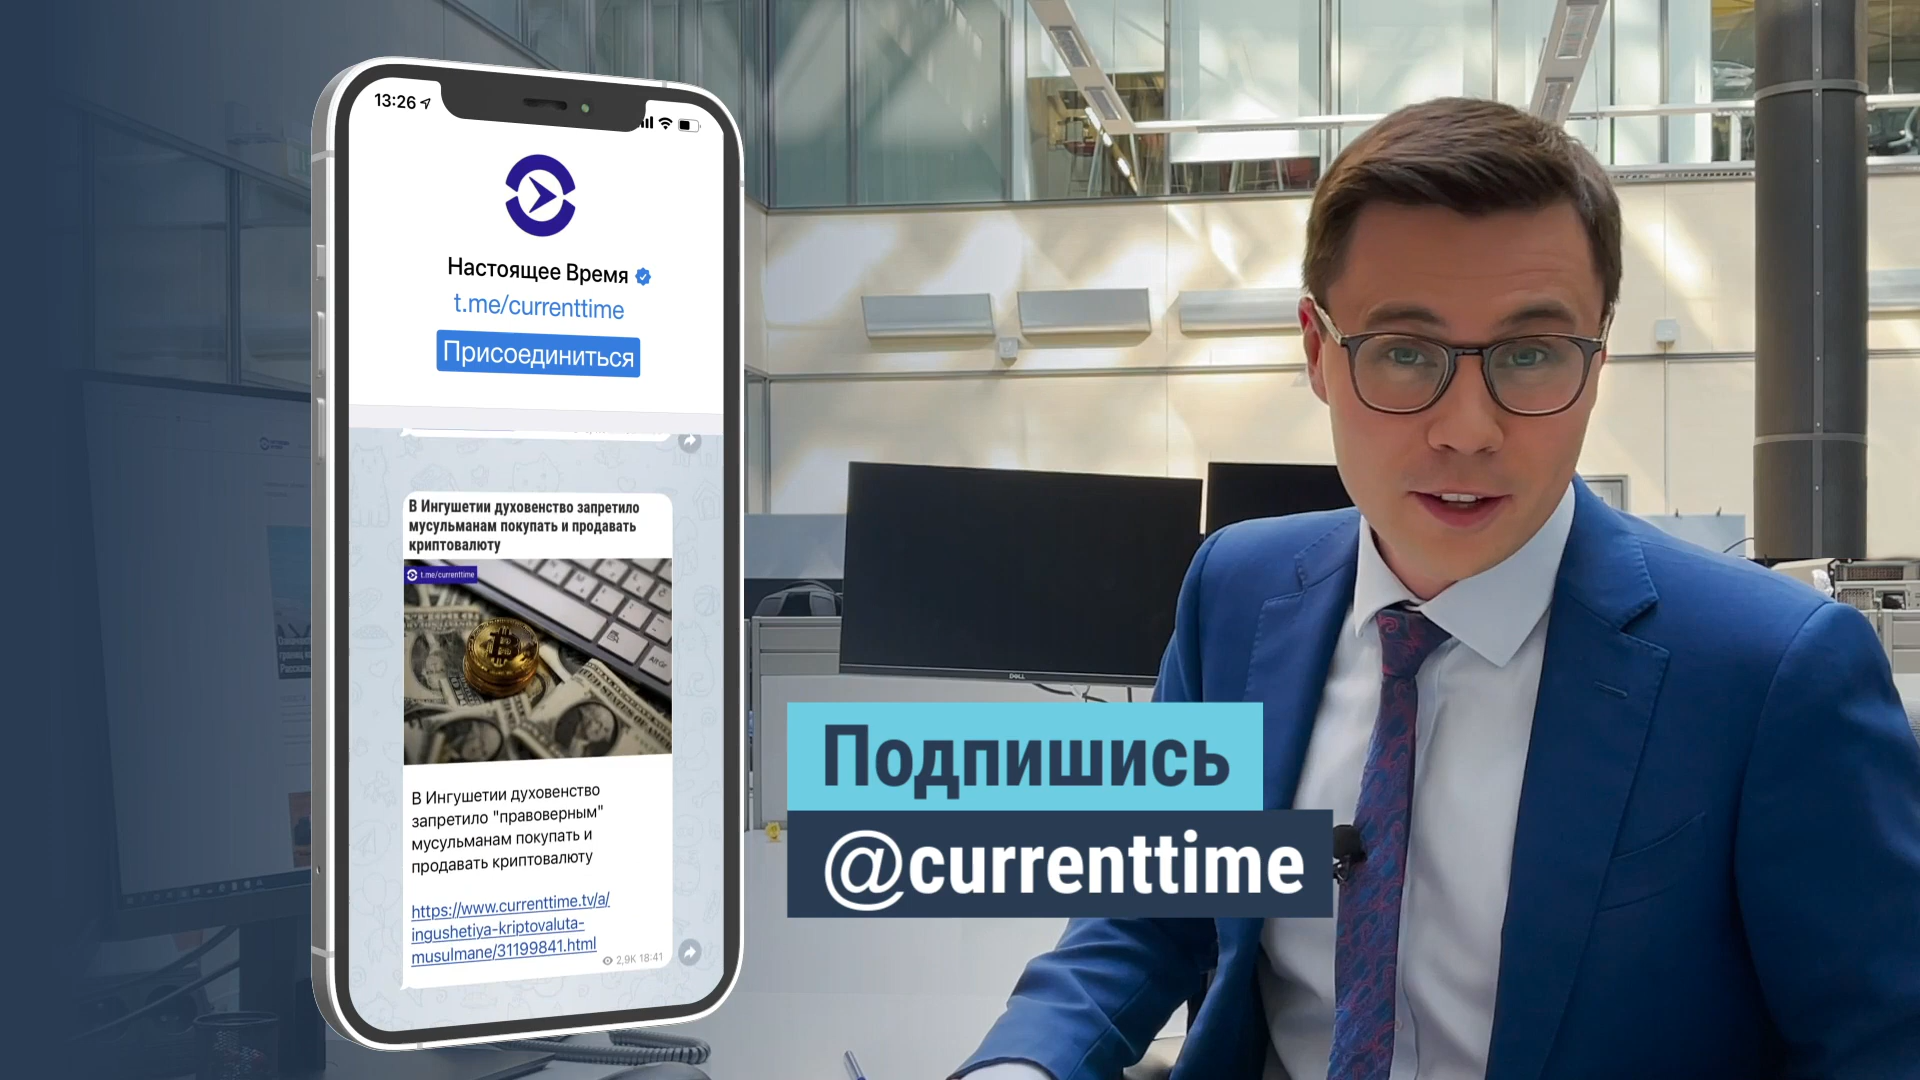 13:26
Настоящее Время
t.me/currenttime
Присоединиться
В Ингушетии духовенство запретило
мусульманам покупать и продавать
криптовалюту
t.me/currenttime
В Ингушетии духовенство
запретило "правоверным"
мусульманам покупать и
продавать криптовалюту
https://www.currenttime.tv/a/
ingushetiya-kriptovaluta-
musulmane/31199841.html
2,9K 18:41
Подпишись
@currenttime
DELL